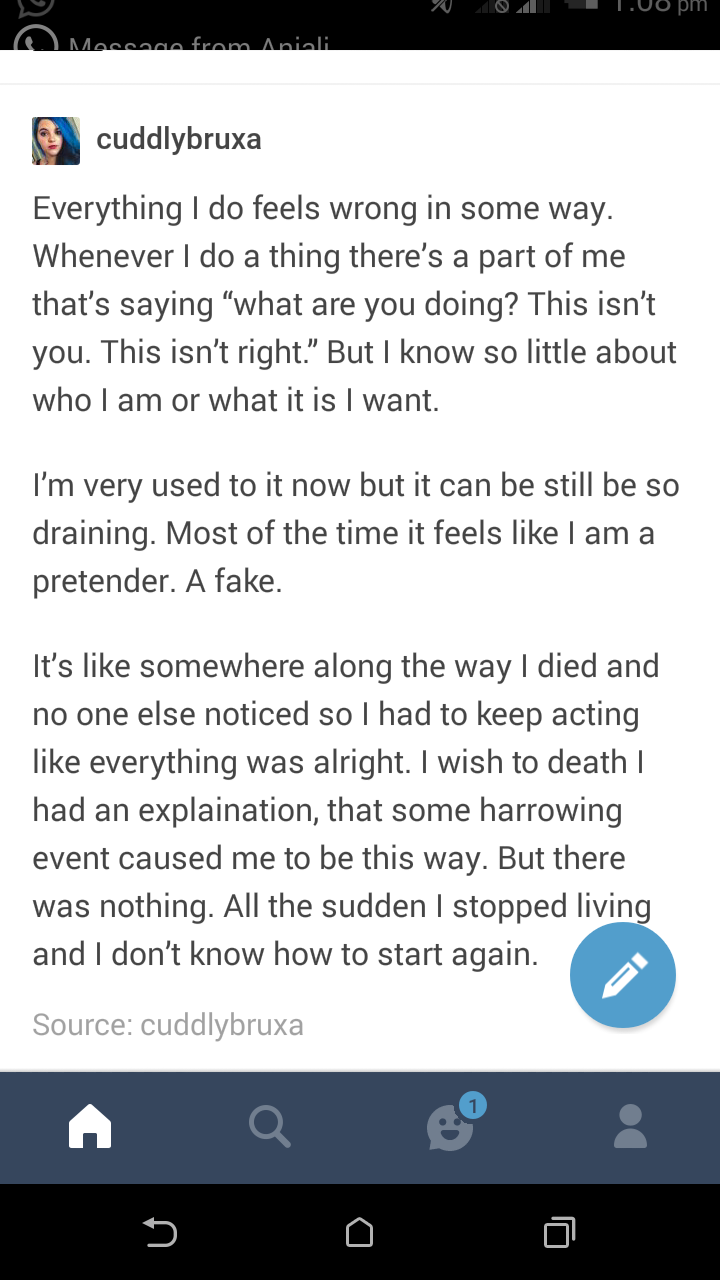 1:08 pm
Message from Anjali
cuddlybruxa
Everything I do feels wrong in some way.
Whenever I do a thing there’s a part of me
that’s saying “what are you doing? This isn’t
you. This isn’t right.” But I know so little about
who I am or what it is I want.
I’m very used to it now but it can be still be so
draining. Most of the time it feels like I am a
pretender. A fake.
It’s like somewhere along the way I died and
no one else noticed so I had to keep acting
like everything was alright. I wish to death I
had an explaination, that some harrowing
event caused me to be this way. But there
was nothing. All the sudden I stopped living
and I don’t know how to start again.
Source: cuddlybruxa
1